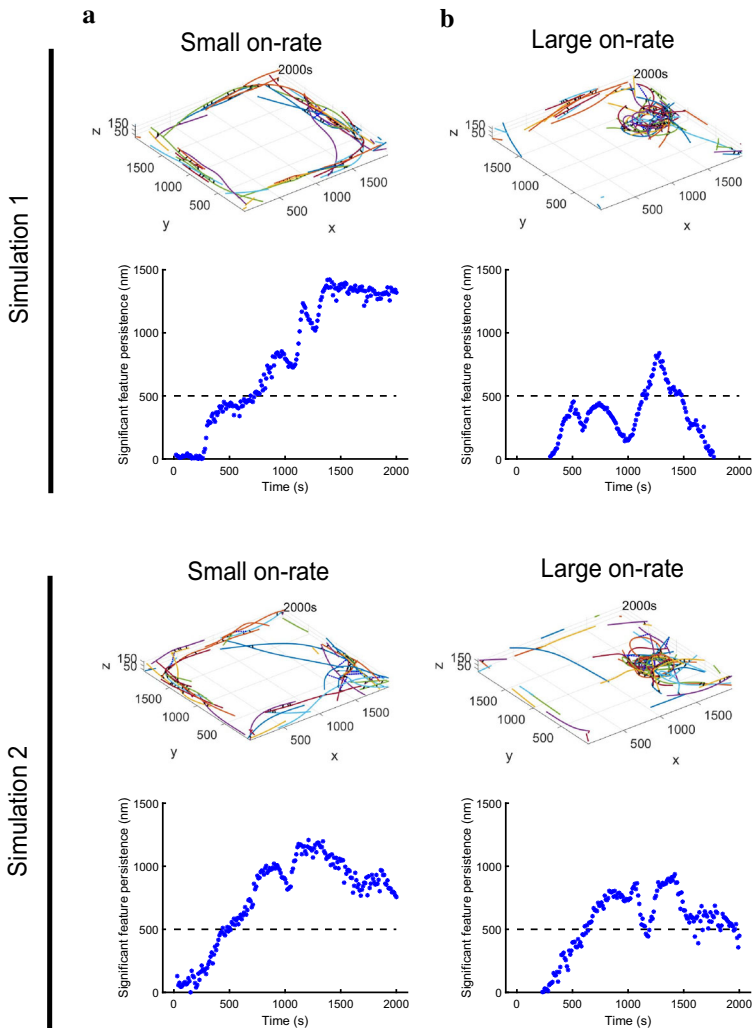 a
b
Simulation 1
Small on-rate
2000s
150
50
z
1500
1000
500
y
500
1000
1500
x
Large on-rate
2000s
150
50
z
1500
1000
500
y
500
1000
1500
x
Significant feature persistence (nm)
1500
1000
500
0
0
500
1000
1500
2000
Time (s)
Significant feature persistence (nm)
1500
1000
500
0
0
500
1000
1500
2000
Time (s)
Simulation 2
Small on-rate
2000s
150
50
z
1500
1000
500
y
500
1000
1500
x
Large on-rate
2000s
150
50
z
1500
1000
500
y
500
1000
1500
x
Significant feature persistence (nm)
1500
1000
500
0
0
500
1000
1500
2000
Time (s)
Significant feature persistence (nm)
1500
1000
500
0
0
500
1000
1500
2000
Time (s)